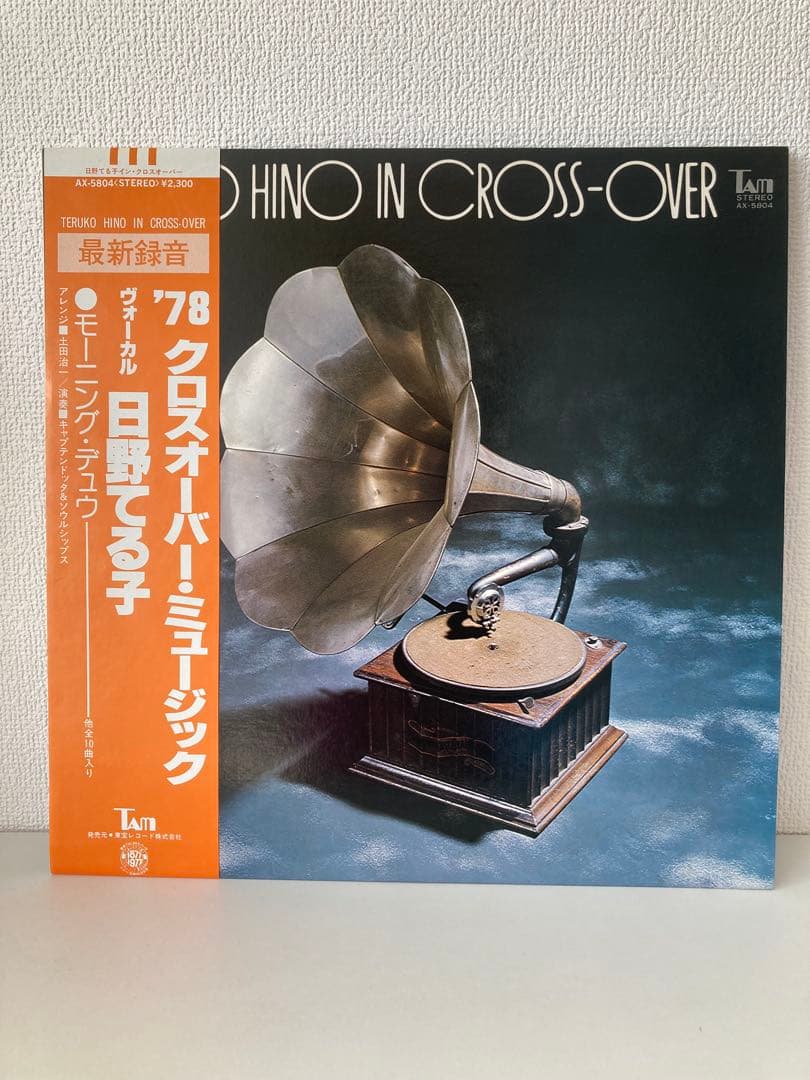 日野てる子イン・クロスオーバー
AX-5804<STEREO>¥2,300
TERUKO HINO IN CROSS-OVER
最新録音
'78 クロスオーバー・ミュージック
ヴォーカル 日野てる子
●モーニング・デュウ――他全10曲入り
アレンジ■土田治一/演奏■キャプテンドッタ&ソウルシップス
TAM
発売元●東宝レコード株式会社
1877
1977
O HINO IN CROSS-OVER
TAM
STEREO
AX-5804